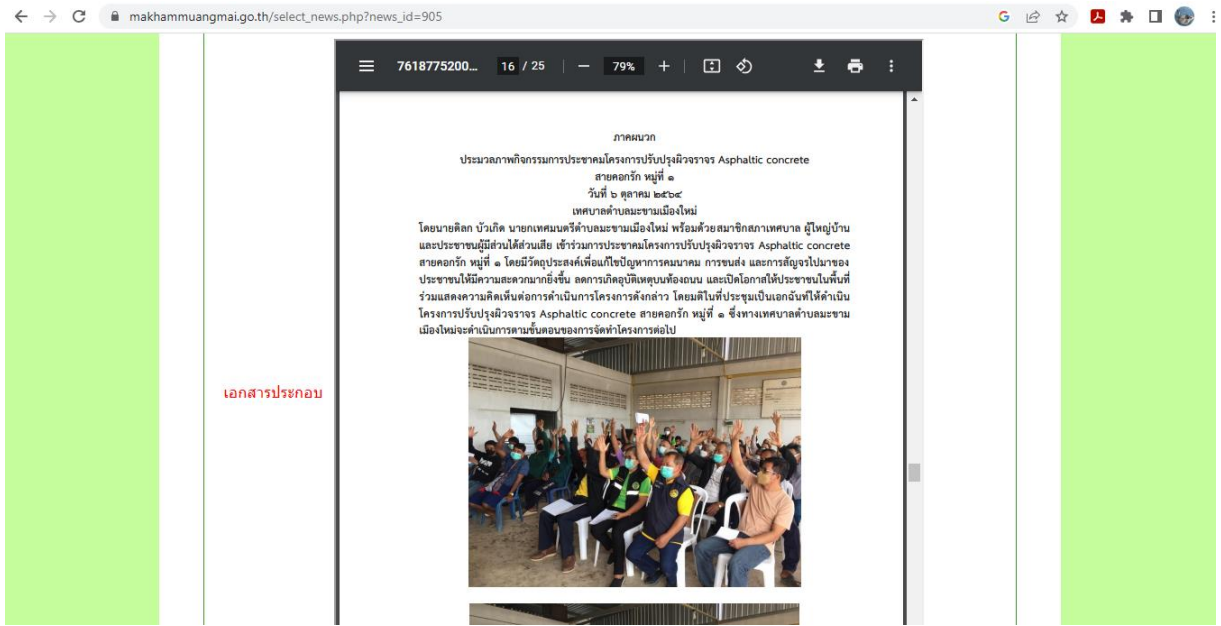 makhammuangmai.go.th/select_news.php?news_id=905
7618775200... 16 / 25 79%
ภาคผนวก
ประมวลภาพกิจกรรมการประชาคมโครงการปรับปรุงผิวจราจร Asphaltic concrete
สายคอกรัก หมู่ที่ ๑
วันที่ ๖ ตุลาคม ๒๕๖๔
เทศบาลตำบลมะขามเมืองใหม่
โดยนายดิลก บัวเกิด นายกเทศมนตรีตำบลมะขามเมืองใหม่ พร้อมด้วยสมาชิกสภาเทศบาล ผู้ใหญ่บ้าน
และประชาชนผู้มีส่วนได้ส่วนเสีย เข้าร่วมการประชาคมโครงการปรับปรุงผิวจราจร Asphaltic concrete
สายคอกรัก หมู่ที่ ๑ โดยมีวัตถุประสงค์เพื่อแก้ไขปัญหาการคมนาคม การขนส่ง และการสัญจรไปมาของ
ประชาชนให้มีความสะดวกมากยิ่งขึ้น ลดการเกิดอุบัติเหตุบนท้องถนน และเปิดโอกาสให้ประชาชนในพื้นที่
ร่วมแสดงความคิดเห็นต่อการดำเนินการโครงการดังกล่าว โดยมติในที่ประชุมเป็นเอกฉันท์ให้ดำเนิน
โครงการปรับปรุงผิวจราจร Asphaltic concrete สายคอกรัก หมู่ที่ ๑ ซึ่งทางเทศบาลตำบลมะขาม
เมืองใหม่จะดำเนินการตามขั้นตอนของการจัดทำโครงการต่อไป
เอกสารประกอบ